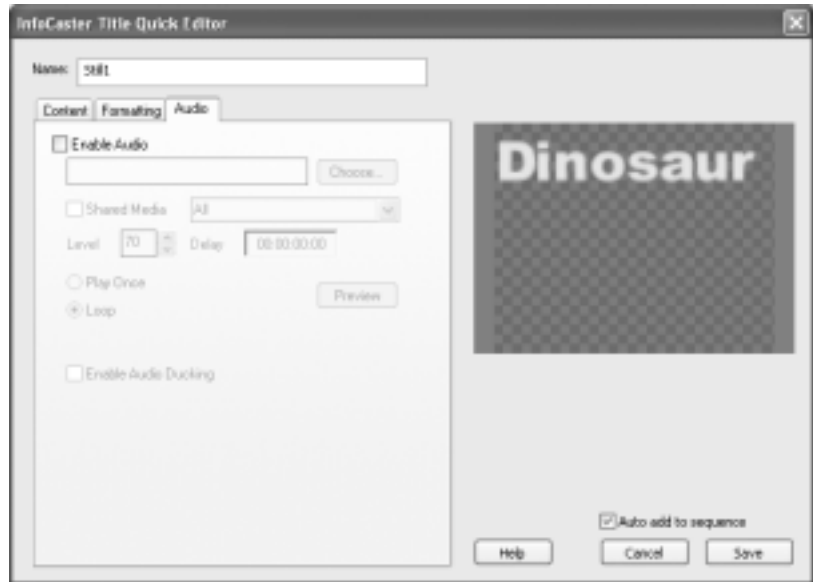 InfoCaster Title Quick Editor
Name: Still1
Content Formatting Audio
Enable Audio
Choose...
Shared Media All
Level 70 Delay 00:00:00:00
Play Once
Loop
Preview
Enable Audio Ducking
Dinosaur
Auto add to sequence
Help Cancel Save